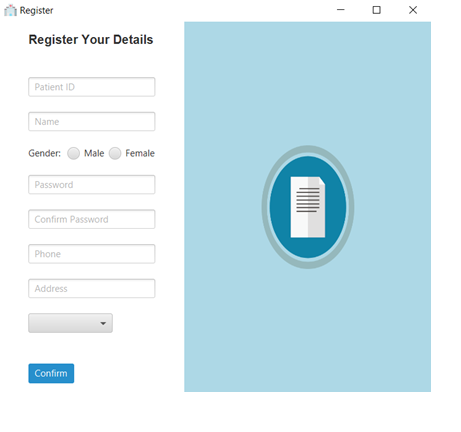 Register
Register Your Details
Patient ID
Name
Gender: Male Female
Password
Confirm Password
Phone
Address
Confirm